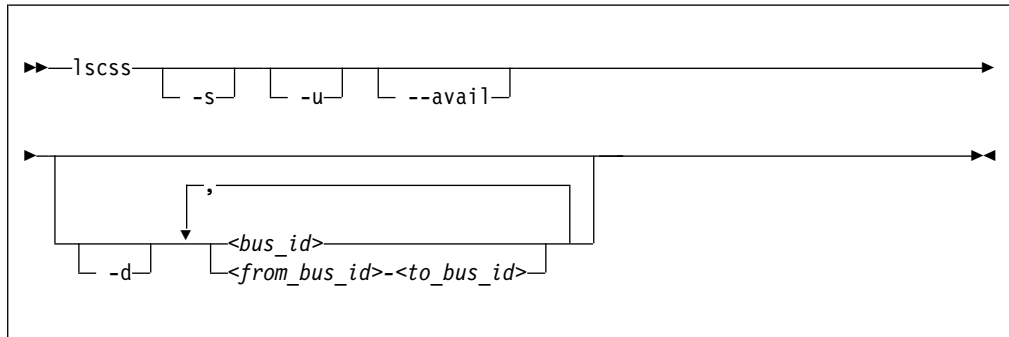 lscss
-s
-u
--avail
,
<bus_id>
-d
<from_bus_id>-<to_bus_id>